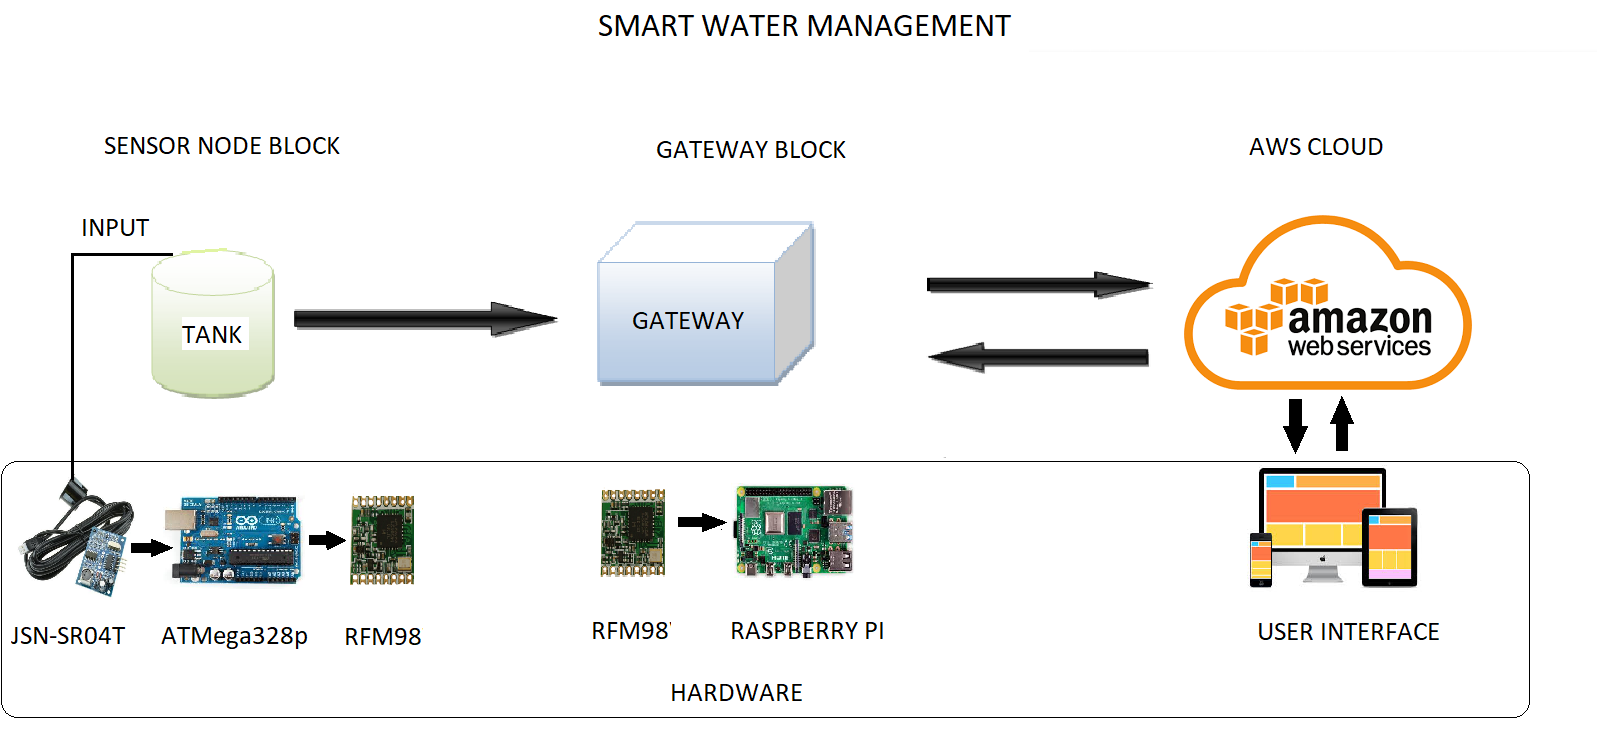 SMART WATER MANAGEMENT
SENSOR NODE BLOCK
GATEWAY BLOCK
AWS CLOUD
INPUT
TANK
GATEWAY
amazon
web services
JSN-SR04T
ATMega328p
RFM98
RFM98'
RASPBERRY PI
USER INTERFACE
HARDWARE